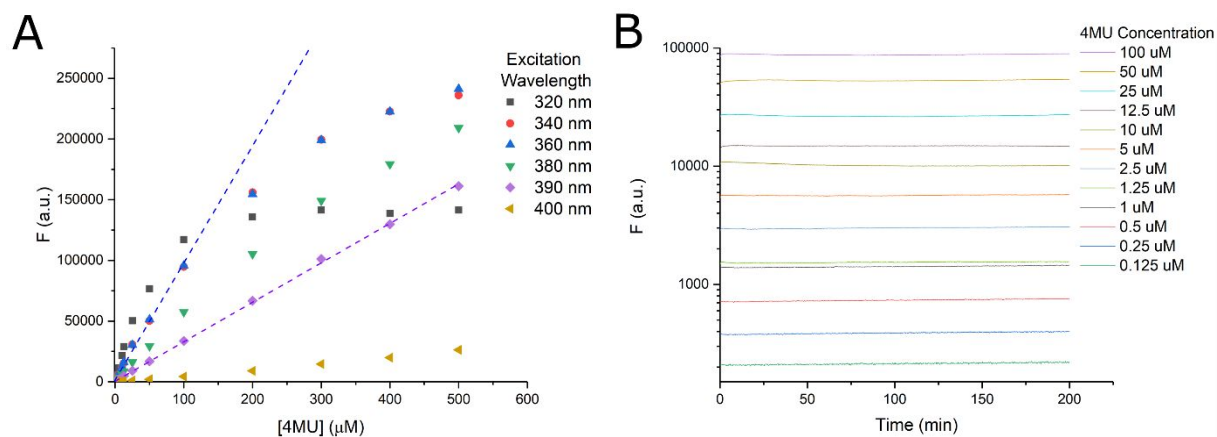 A
250000
200000
150000
100000
50000
0
F (a.u.)
0 100 200 300 400 500 600
[4MU] (μM)
Excitation
Wavelength
320 nm
340 nm
360 nm
380 nm
390 nm
400 nm
B
100000
10000
1000
F (a.u.)
0 50 100 150 200
Time (min)
4MU Concentration
100 uM
50 uM
25 uM
12.5 uM
10 uM
5 uM
2.5 uM
1.25 uM
1 uM
0.5 uM
0.25 uM
0.125 uM